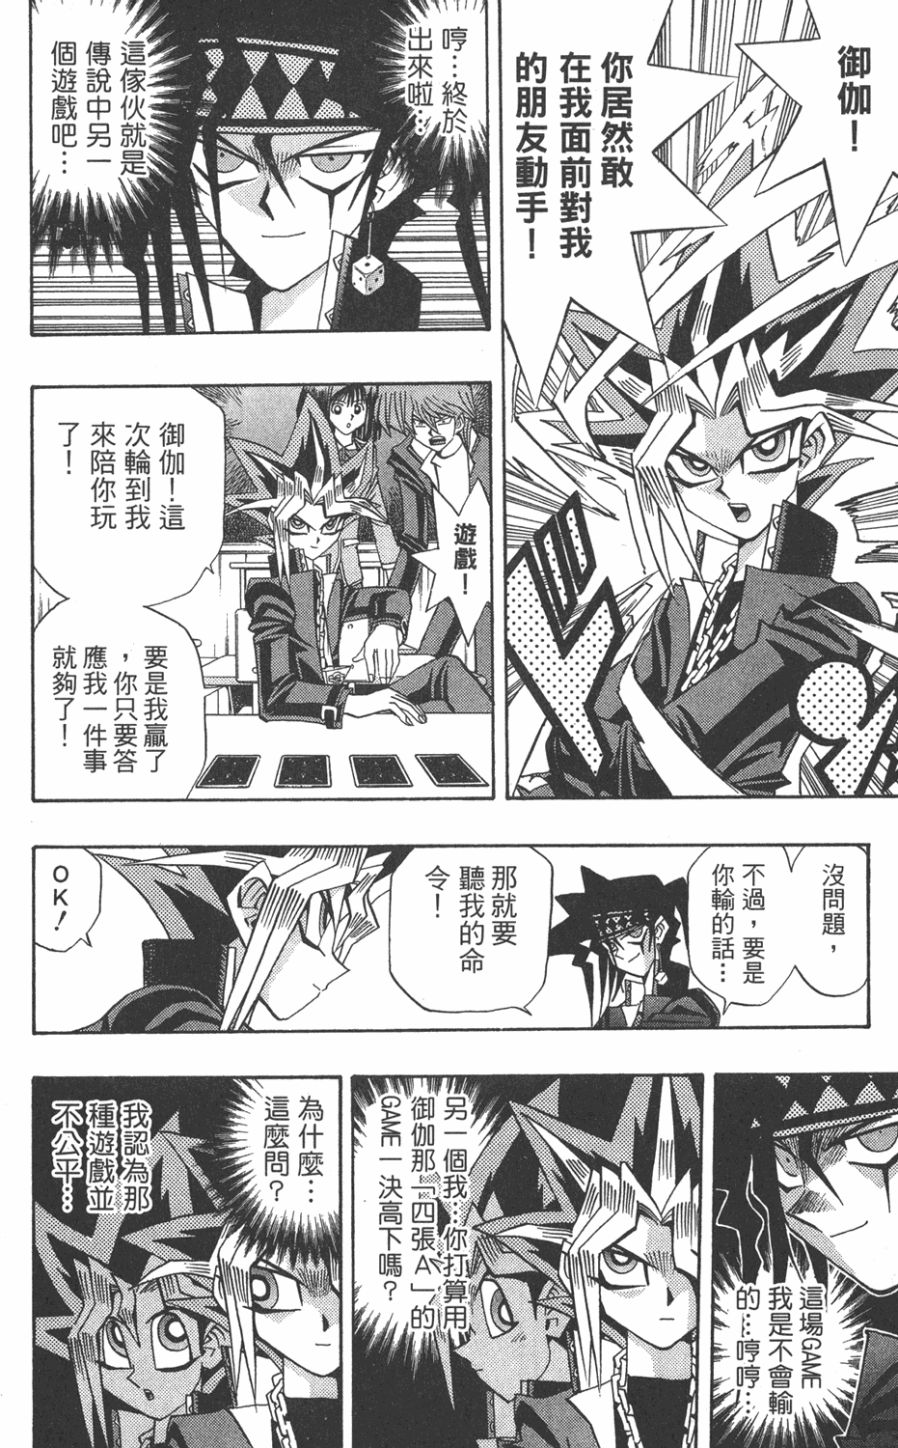 御伽！
你居然敢
在我面前對我
的朋友動手！
哼…終於
出來啦…
這傢伙就是
傳說中另一
個遊戲吧…
遊戲！
御伽！這
次輪到我
來陪你玩
了！
要是我贏了
，你只要答
應我一件事
就夠了！
沒問題，
不過，要是
你輸的話…
那就要
聽我的命
令！
OK！
這場GAME
我是不會輸
的…哼哼…
另一個我…你打算用
御伽那「四張A」的
GAME一決高下嗎？
為什麼…
這麼問？
我認為那
種遊戲並
不公平…